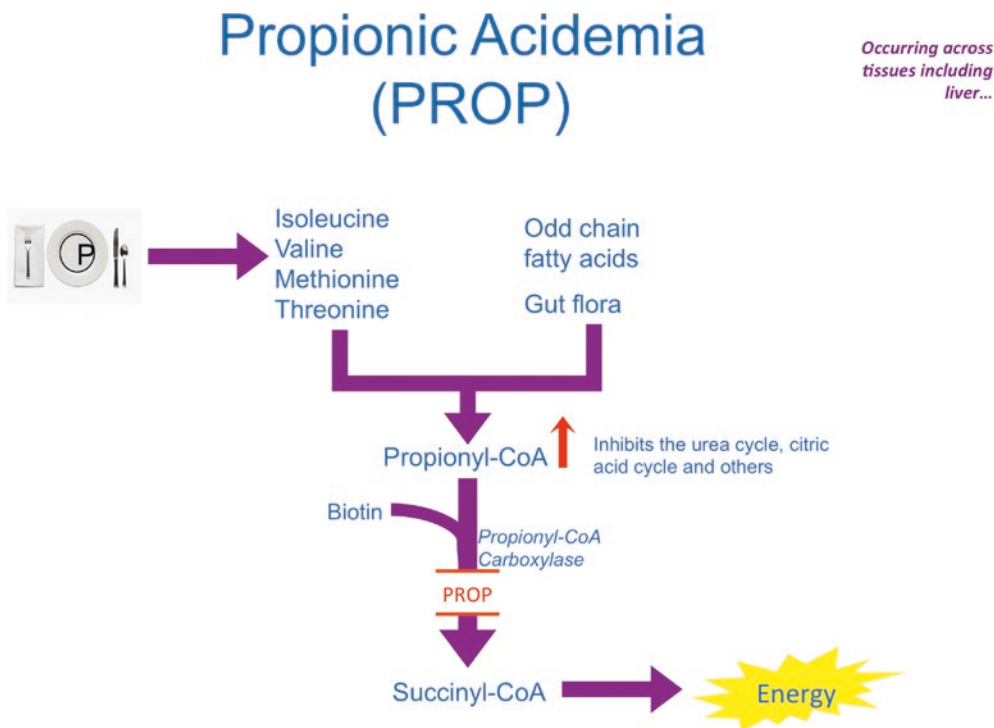 Propionic Acidemia
(PROP)
Occurring across
tissues including
liver...
P
Isoleucine
Valine
Methionine
Threonine
Odd chain
fatty acids
Gut flora
Propionyl-CoA
Inhibits the urea cycle, citric
acid cycle and others
Biotin
Propionyl-CoA
Carboxylase
PROP
Succinyl-CoA
Energy